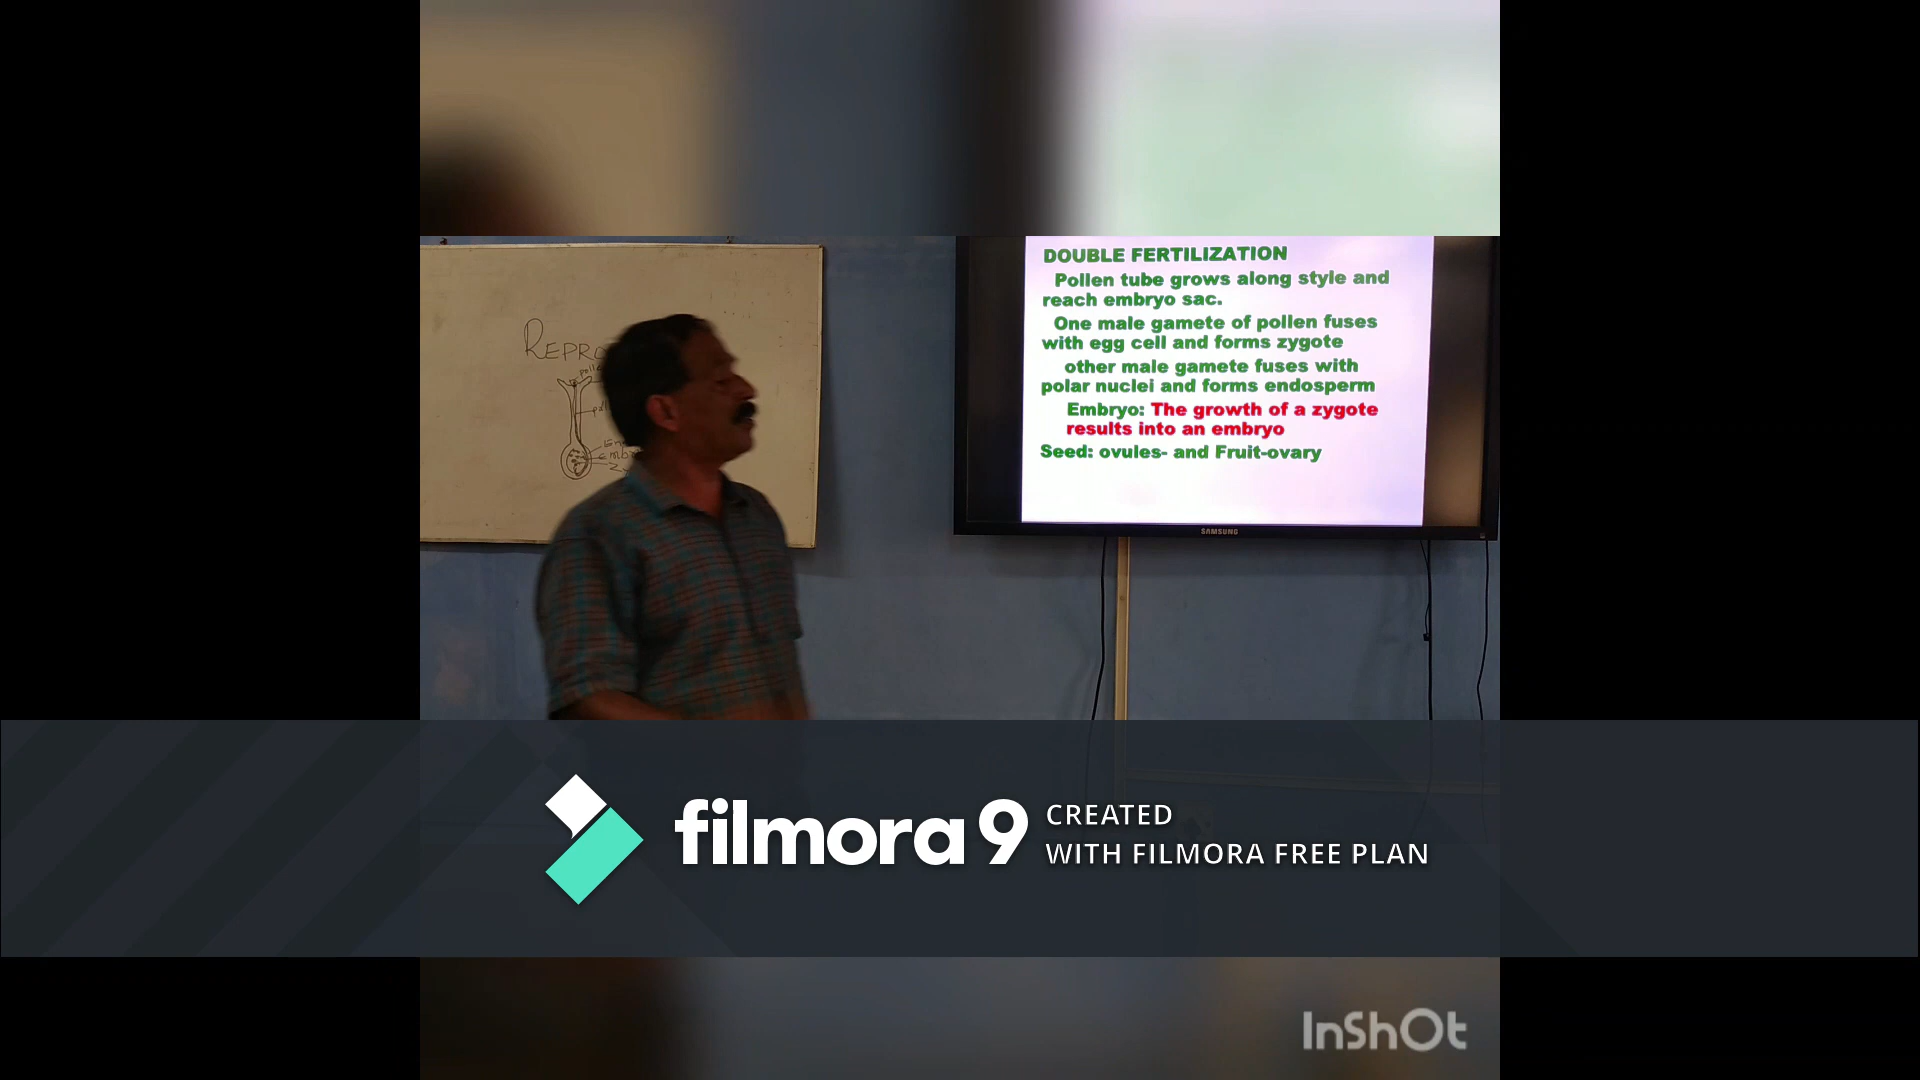 DOUBLE FERTILIZATION
Pollen tube grows along style and
reach embryo sac.
One male gamete of pollen fuses
with egg cell and forms zygote
other male gamete fuses with
polar nuclei and forms endosperm
Embryo: The growth of a zygote
results into an embryo
Seed: ovules- and Fruit-ovary
SAMSUNG
filmora 9
CREATED
WITH FILMORA FREE PLAN
InShOt